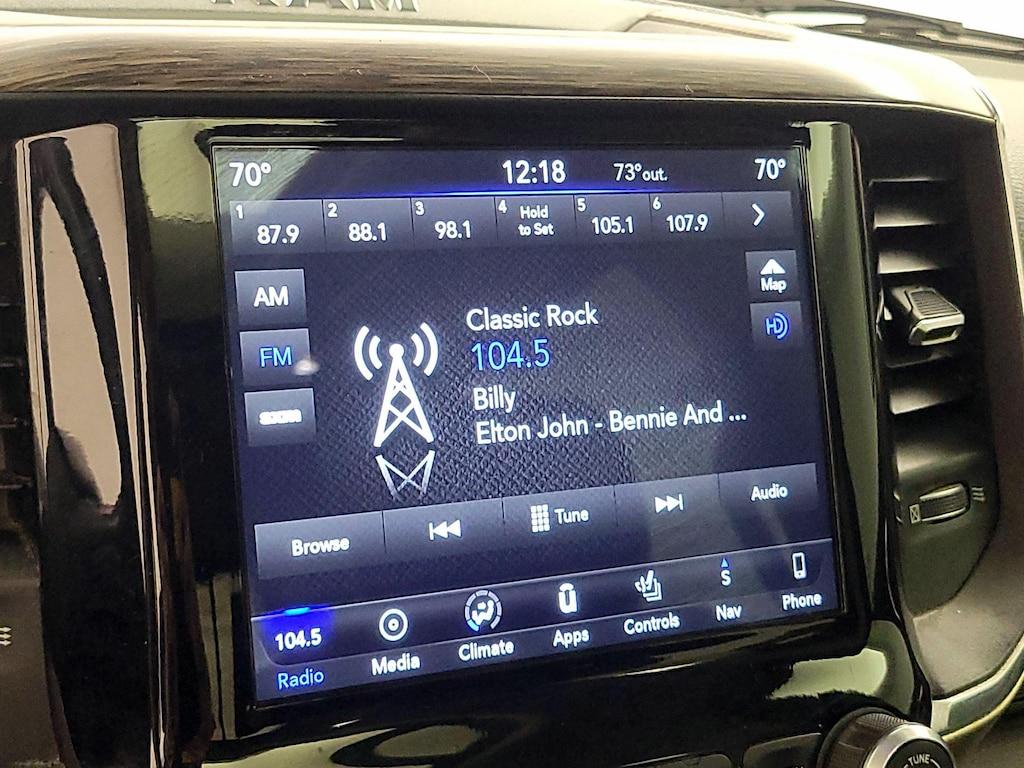 RAM
70° 12:18 73°out. 70°
1 2 3 4 5 6
87.9 88.1 98.1 Hold to Set 105.1 107.9
AM
Map
FM
HD
Classic Rock
104.5
Billy
Elton John - Bennie And ...
Browse Tune Audio
104.5 S
Radio Media Climate Apps Controls Nav Phone
TUNE